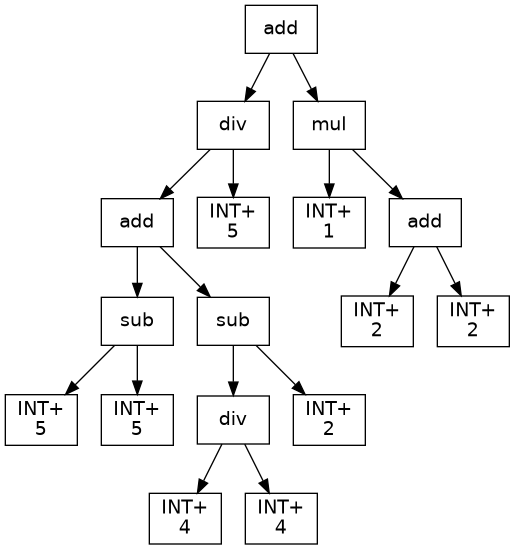 add
div
mul
add
INT+
5
INT+
1
add
sub
sub
INT+
2
INT+
2
INT+
5
INT+
5
div
INT+
2
INT+
4
INT+
4